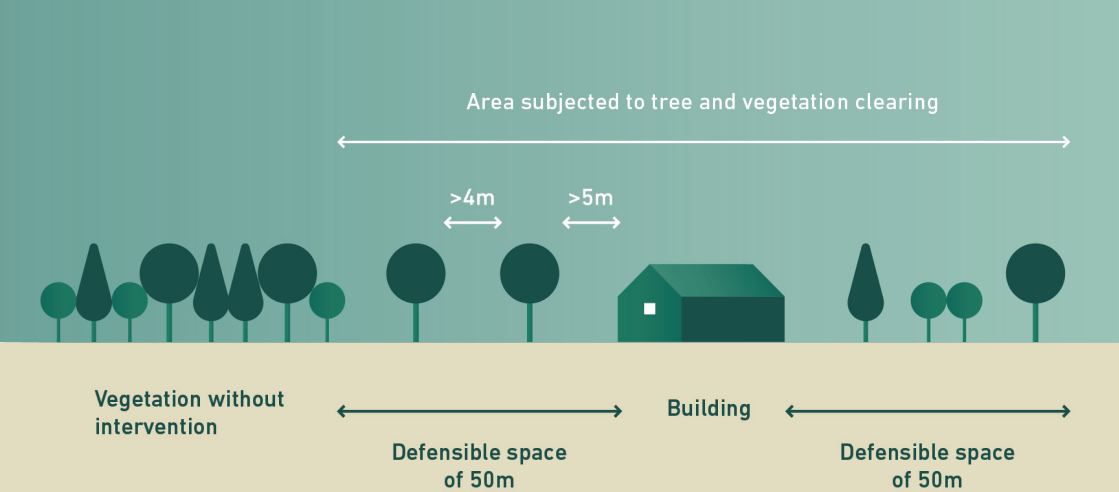 Area subjected to tree and vegetation clearing
>4m
>5m
Vegetation without
intervention
Building
Defensible space
of 50m
Defensible space
of 50m